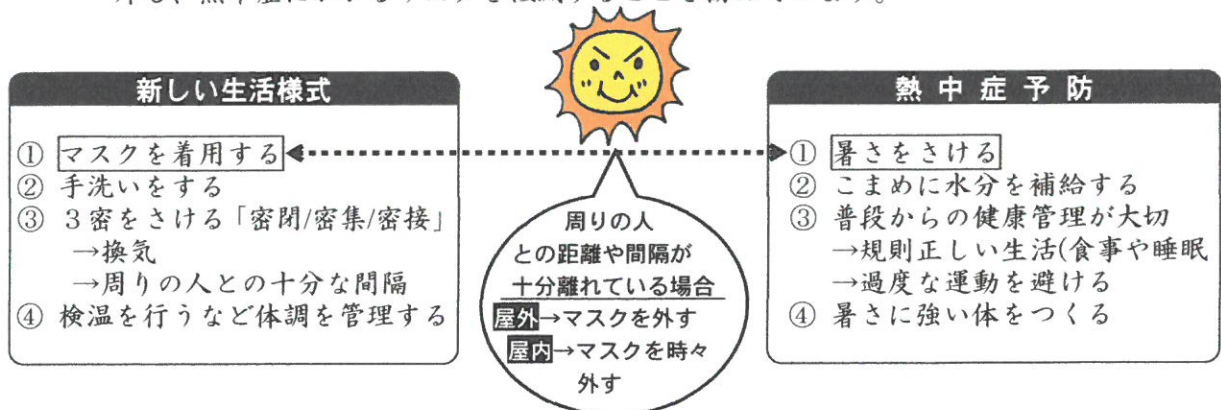 新しい生活様式
① マスクを着用する
② 手洗いをする
③ 3密をさける「密閉/密集/密接」
→換気
→周りの人との十分な間隔
④ 検温を行うなど体調を管理する
周りの人
との距離や間隔が
十分離れている場合
屋外→マスクを外す
屋内→マスクを時々
外す
熱中症予防
① 暑さをさける
② こまめに水分を補給する
③ 普段からの健康管理が大切
→規則正しい生活(食事や睡眠
→過度な運動を避ける
④ 暑さに強い体をつくる